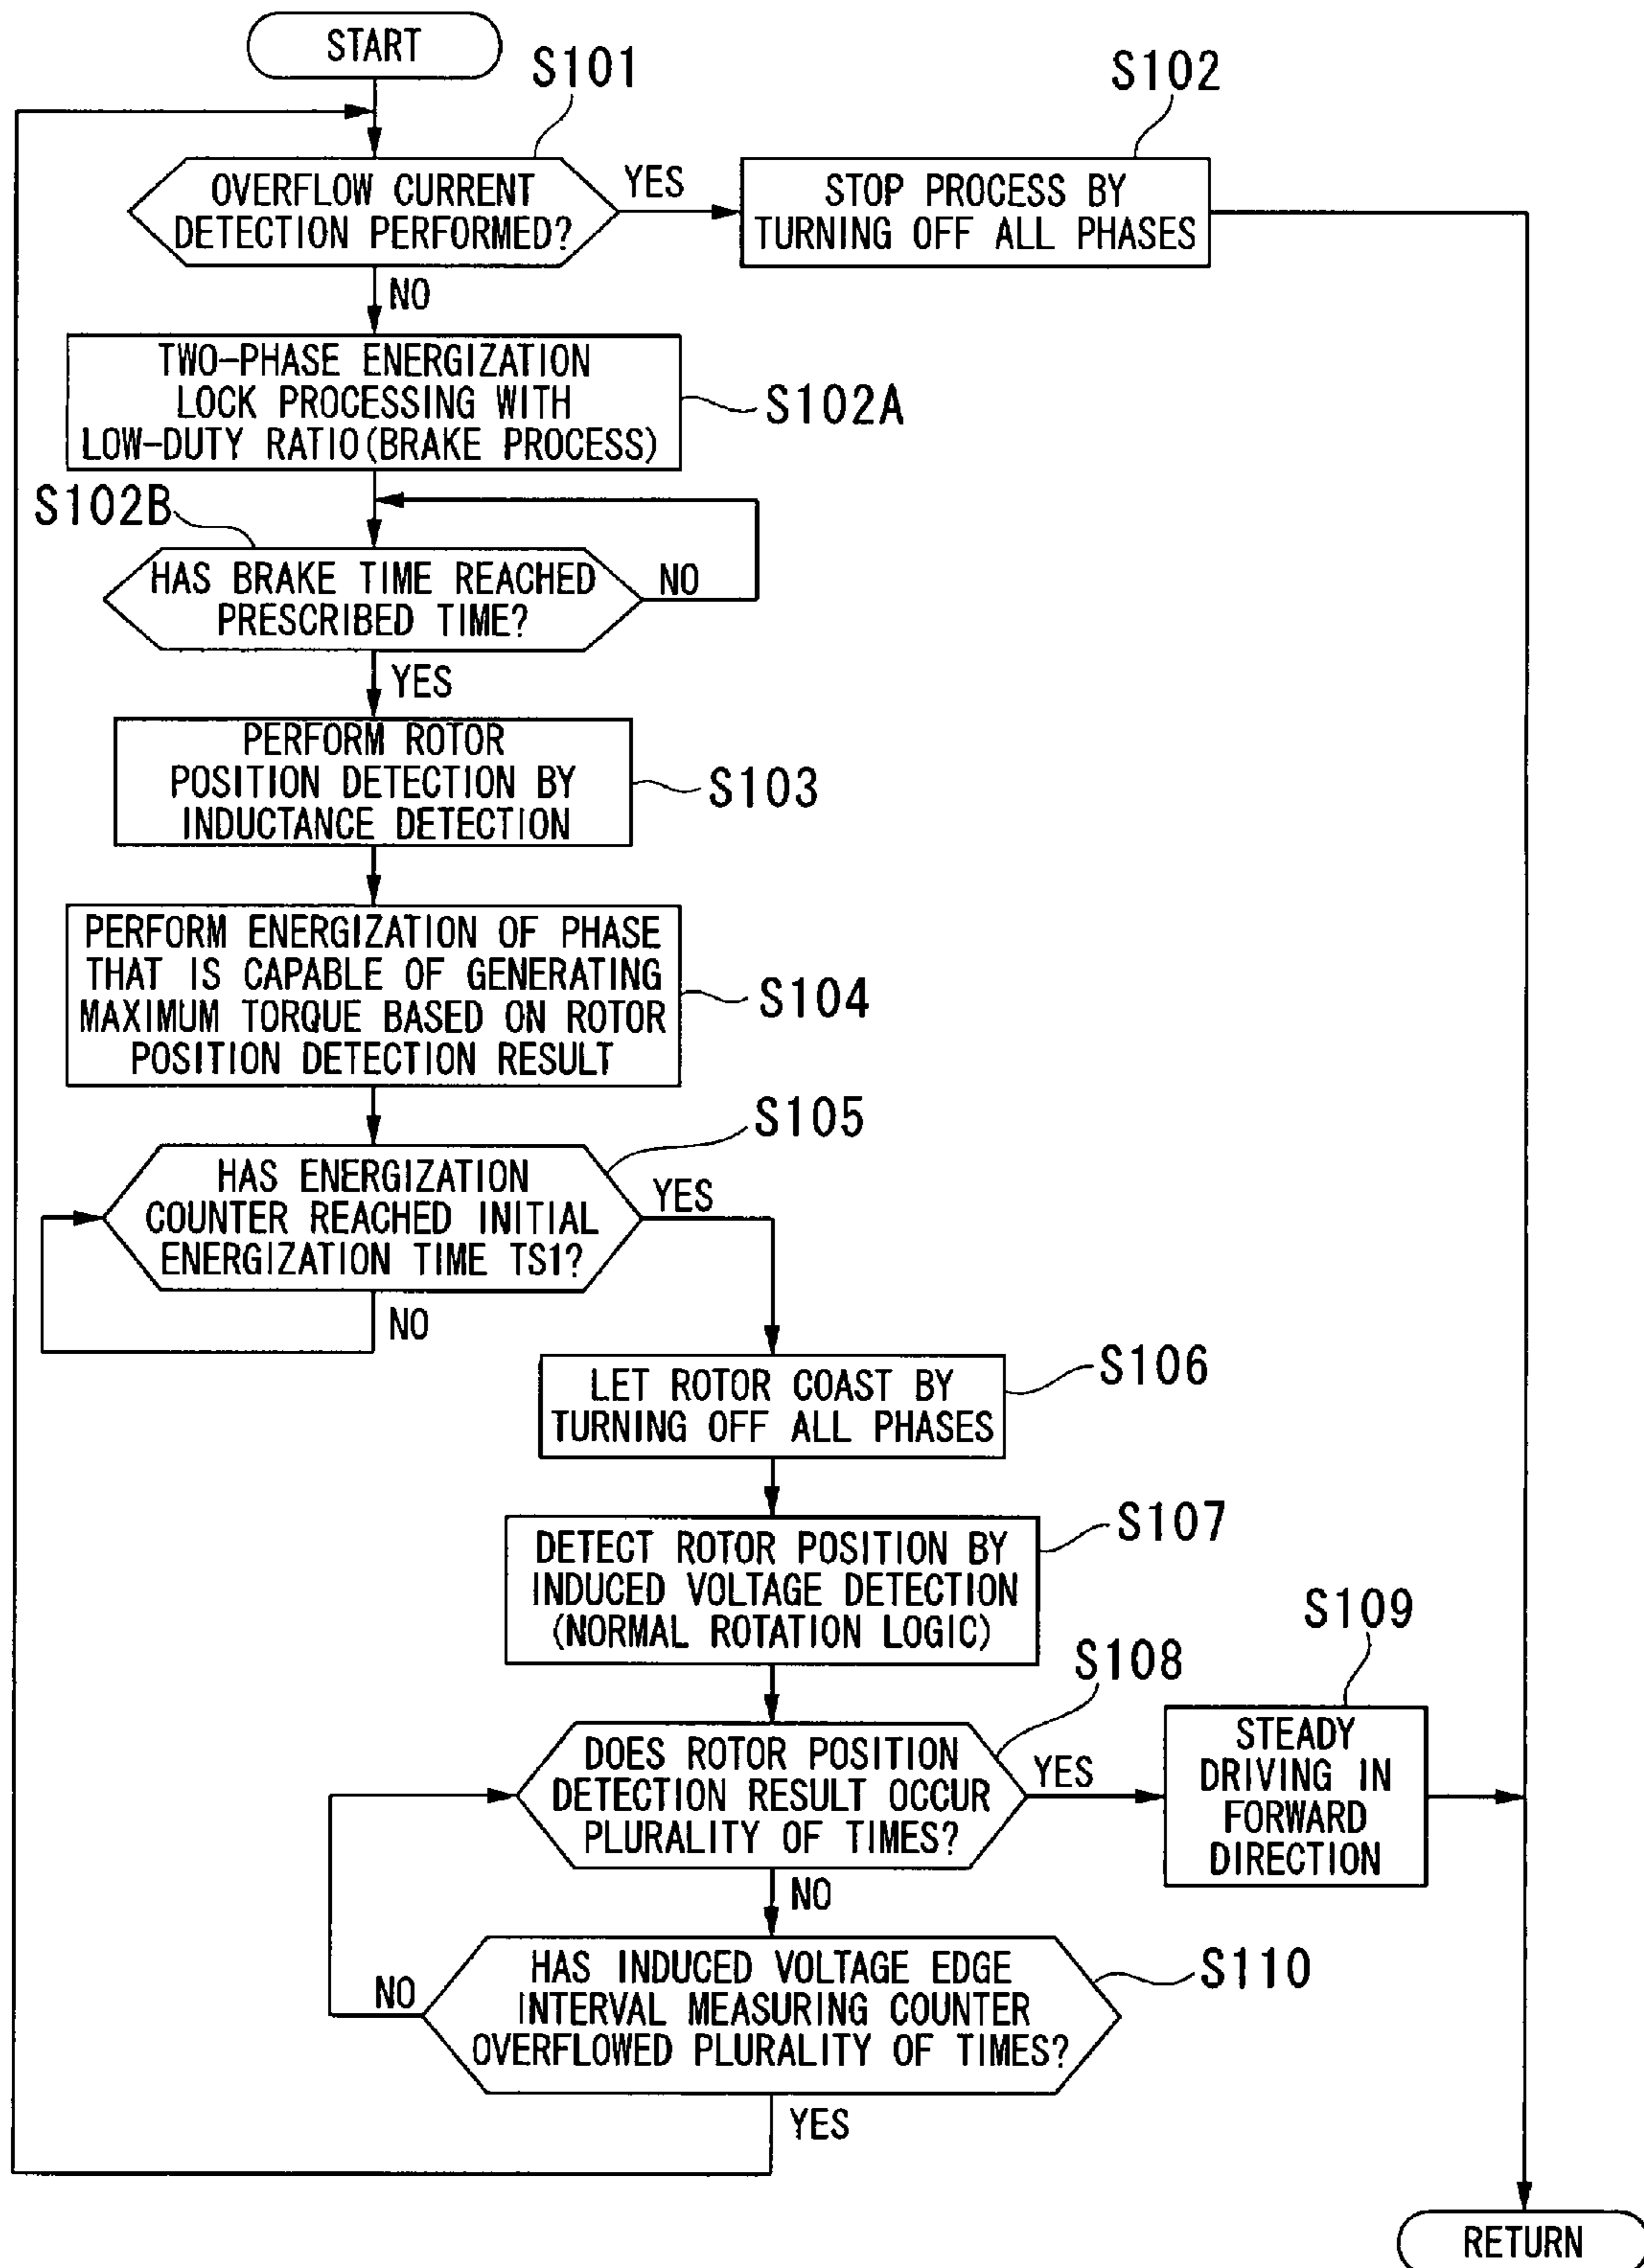 START
S101
S102
OVERFLOW CURRENT
DETECTION PERFORMED?
YES
STOP PROCESS BY
TURNING OFF ALL PHASES
NO
TWO-PHASE ENERGIZATION
LOCK PROCESSING WITH
LOW-DUTY RATIO(BRAKE PROCESS)
S102A
S102B
HAS BRAKE TIME REACHED
PRESCRIBED TIME?
NO
YES
PERFORM ROTOR
POSITION DETECTION BY
INDUCTANCE DETECTION
S103
PERFORM ENERGIZATION OF PHASE
THAT IS CAPABLE OF GENERATING
MAXIMUM TORQUE BASED ON ROTOR
POSITION DETECTION RESULT
S104
S105
HAS ENERGIZATION
COUNTER REACHED INITIAL
ENERGIZATION TIME TS1?
YES
NO
LET ROTOR COAST BY
TURNING OFF ALL PHASES
S106
DETECT ROTOR POSITION BY
INDUCED VOLTAGE DETECTION
(NORMAL ROTATION LOGIC)
S107
S108
S109
DOES ROTOR POSITION
DETECTION RESULT OCCUR
PLURALITY OF TIMES?
YES
STEADY
DRIVING IN
FORWARD
DIRECTION
NO
HAS INDUCED VOLTAGE EDGE
INTERVAL MEASURING COUNTER
OVERFLOWED PLURALITY OF TIMES?
S110
NO
YES
RETURN